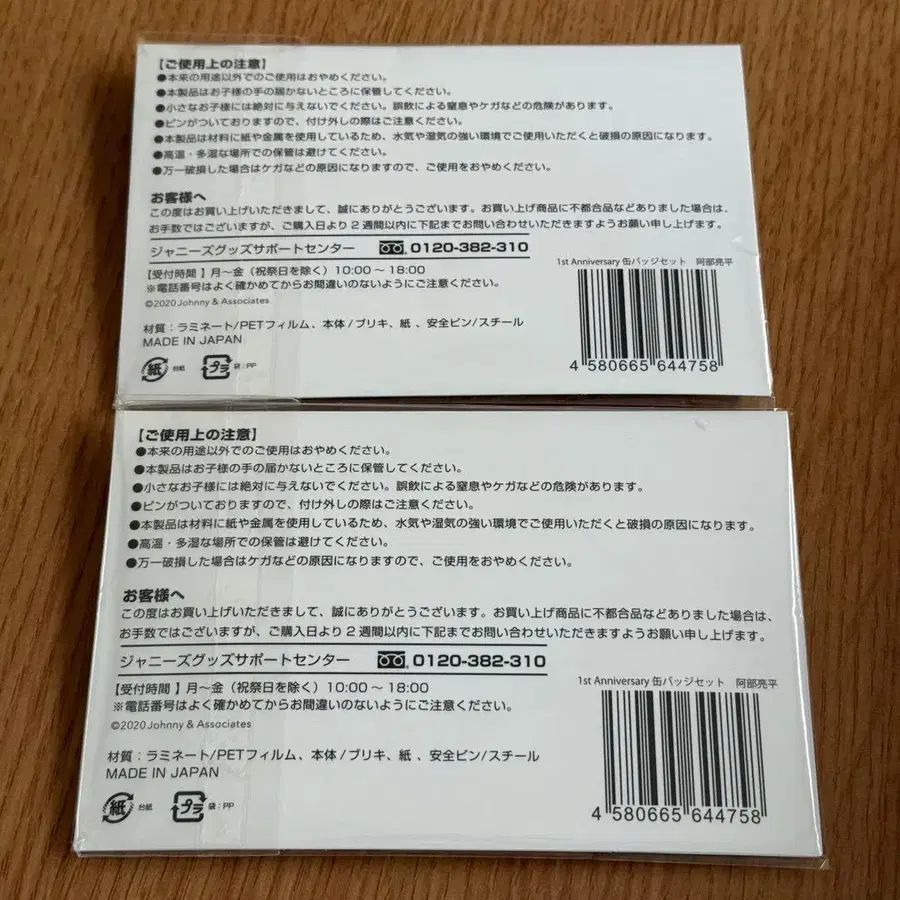 【ご使用上の注意】
●本来の用途以外でのご使用はおやめください。
●本製品はお子様の手の届かないところに保管してください。
●小さなお子様には絶対に与えないでください。誤飲による窒息やケガなどの危険があります。
●ピンがついておりますので、付け外しの際はご注意ください。
●本製品は材料に紙や金属を使用しているため、水気や湿気の強い環境でご使用いただくと破損の原因になります。
●高温・多湿な場所での保管は避けてください。
●万一破損した場合はケガなどの原因になりますので、ご使用をおやめください。
お客様へ
この度はお買い上げいただきまして、誠にありがとうございます。お買い上げ商品に不都合品などありました場合は、
お手数ではございますが、ご購入日より2週間以内に下記までお問い合わせいただきますようお願い申し上げます。
ジャニーズグッズサポートセンター 0120-382-310
【受付時間】月〜金（祝祭日を除く）10:00〜18:00
※電話番号はよく確かめてからお間違いのないようにご注意ください。
©2020 Johnny & Associates
1st Anniversary 缶バッジセット 阿部亮平
材質：ラミネート/PETフィルム、本体/ブリキ、紙、安全ピン/スチール
MADE IN JAPAN
紙 台紙 プラ 袋：PP
4 580665 644758
【ご使用上の注意】
●本来の用途以外でのご使用はおやめください。
●本製品はお子様の手の届かないところに保管してください。
●小さなお子様には絶対に与えないでください。誤飲による窒息やケガなどの危険があります。
●ピンがついておりますので、付け外しの際はご注意ください。
●本製品は材料に紙や金属を使用しているため、水気や湿気の強い環境でご使用いただくと破損の原因になります。
●高温・多湿な場所での保管は避けてください。
●万一破損した場合はケガなどの原因になりますので、ご使用をおやめください。
お客様へ
この度はお買い上げいただきまして、誠にありがとうございます。お買い上げ商品に不都合品などありました場合は、
お手数ではございますが、ご購入日より2週間以内に下記までお問い合わせいただきますようお願い申し上げます。
ジャニーズグッズサポートセンター 0120-382-310
【受付時間】月〜金（祝祭日を除く）10:00〜18:00
※電話番号はよく確かめてからお間違いのないようにご注意ください。
©2020 Johnny & Associates
1st Anniversary 缶バッジセット 阿部亮平
材質：ラミネート/PETフィルム、本体/ブリキ、紙、安全ピン/スチール
MADE IN JAPAN
紙 台紙 プラ 袋：PP
4 580665 644758